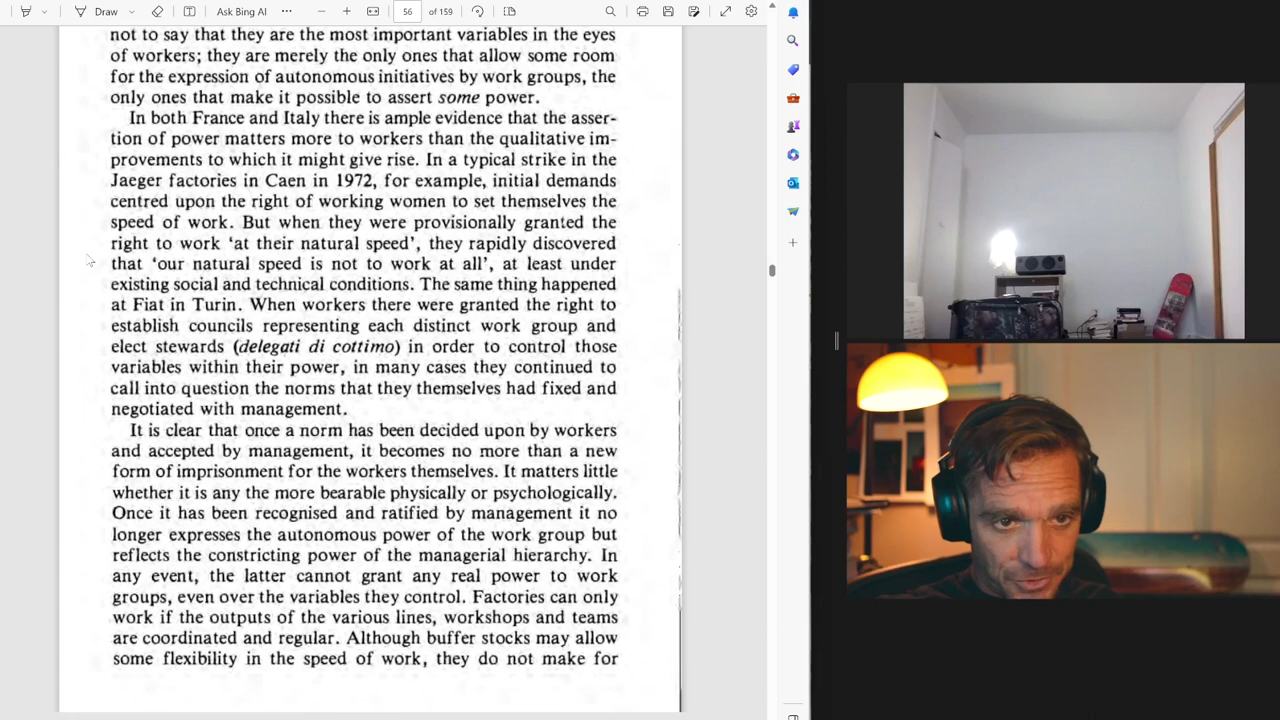 Draw
Ask Bing AI
56 of 159
not to say that they are the most important variables in the eyes
of workers; they are merely the only ones that allow some room
for the expression of autonomous initiatives by work groups, the
only ones that make it possible to assert some power.
In both France and Italy there is ample evidence that the asser-
tion of power matters more to workers than the qualitative im-
provements to which it might give rise. In a typical strike in the
Jaeger factories in Caen in 1972, for example, initial demands
centred upon the right of working women to set themselves the
speed of work. But when they were provisionally granted the
right to work ‘at their natural speed’, they rapidly discovered
that ‘our natural speed is not to work at all’, at least under
existing social and technical conditions. The same thing happened
at Fiat in Turin. When workers there were granted the right to
establish councils representing each distinct work group and
elect stewards (delegati di cottimo) in order to control those
variables within their power, in many cases they continued to
call into question the norms that they themselves had fixed and
negotiated with management.
It is clear that once a norm has been decided upon by workers
and accepted by management, it becomes no more than a new
form of imprisonment for the workers themselves. It matters little
whether it is any the more bearable physically or psychologically.
Once it has been recognised and ratified by management it no
longer expresses the autonomous power of the work group but
reflects the constricting power of the managerial hierarchy. In
any event, the latter cannot grant any real power to work
groups, even over the variables they control. Factories can only
work if the outputs of the various lines, workshops and teams
are coordinated and regular. Although buffer stocks may allow
some flexibility in the speed of work, they do not make for